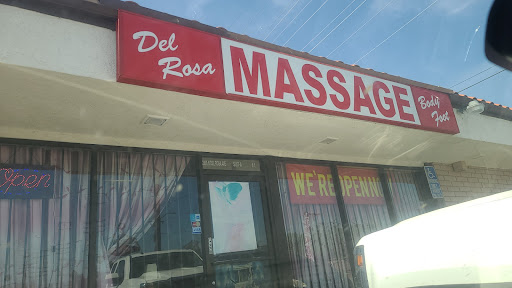 Del
Rosa
MASSAGE
Body
Foot
Open
WE'RE OPEN